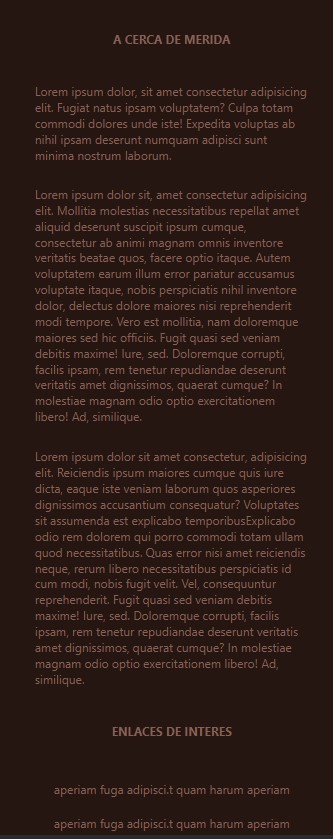 A CERCA DE MERIDA
Lorem ipsum dolor, sit amet consectetur adipisicing
elit. Fugiat natus ipsam voluptatem? Culpa totam
commodi dolores unde iste! Expedita voluptas ab
nihil ipsam deserunt numquam adipisci sunt
minima nostrum laborum.
Lorem ipsum dolor sit, amet consectetur adipisicing
elit. Mollitia molestias necessitatibus repellat amet
aliquid deserunt suscipit ipsum cumque,
consectetur ab animi magnam omnis inventore
veritatis beatae quos, facere optio itaque. Autem
voluptatem earum illum error pariatur accusamus
voluptate itaque, nobis perspiciatis nihil inventore
dolor, delectus dolore maiores nisi reprehenderit
modi tempore. Vero est mollitia, nam doloremque
maiores sed hic officiis. Fugit quasi sed veniam
debitis maxime! Iure, sed. Doloremque corrupti,
facilis ipsam, rem tenetur repudiandae deserunt
veritatis amet dignissimos, quaerat cumque? In
molestiae magnam odio optio exercitationem
libero! Ad, similique.
Lorem ipsum dolor sit amet consectetur, adipisicing
elit. Reiciendis ipsum maiores cumque quis iure
dicta, eaque iste veniam laborum quos asperiores
dignissimos accusantium consequatur? Voluptates
sit assumenda est explicabo temporibusExplicabo
odio rem dolorem qui porro commodi totam ullam
quod necessitatibus. Quas error nisi amet reiciendis
neque, rerum libero necessitatibus perspiciatis id
cum modi, nobis fugit velit. Vel, consequuntur
reprehenderit. Fugit quasi sed veniam debitis
maxime! Iure, sed. Doloremque corrupti, facilis
ipsam, rem tenetur repudiandae deserunt veritatis
amet dignissimos, quaerat cumque? In molestiae
magnam odio optio exercitationem libero! Ad,
similique.
ENLACES DE INTERES
aperiam fuga adipisci.t quam harum aperiam
aperiam fuga adipisci.t quam harum aperiam